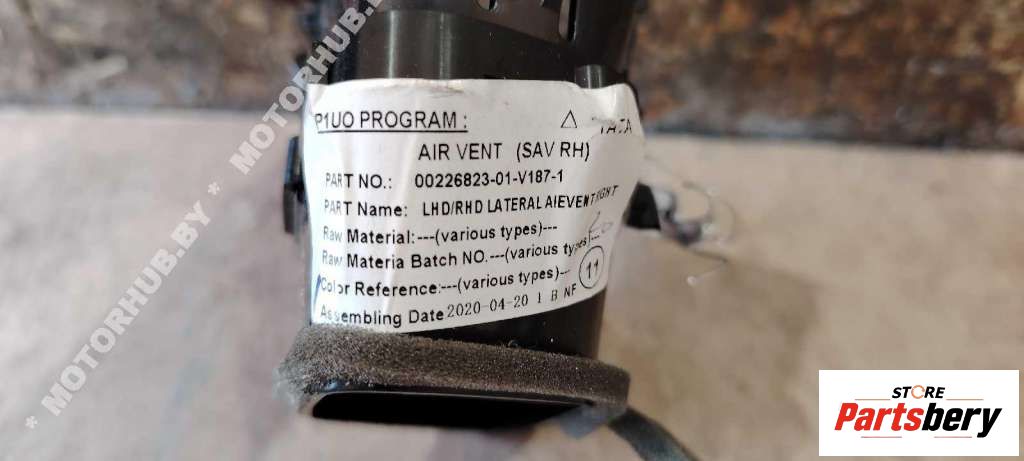 P1UO PROGRAM:
AIR VENT (SAV RH)
PART NO.: 00226823-01-V187-1
PART Name: LHD/RHD LATERAL AIEVENT
Raw Material:---(various types)---
Raw Materia Batch NO.---(various types)
Color Reference:---(various types)--
11
Assembling Date 2020-04-20 1 B NF
* MOTORHUB.BY * MOTORHUB.BY
STORE
Partsbery